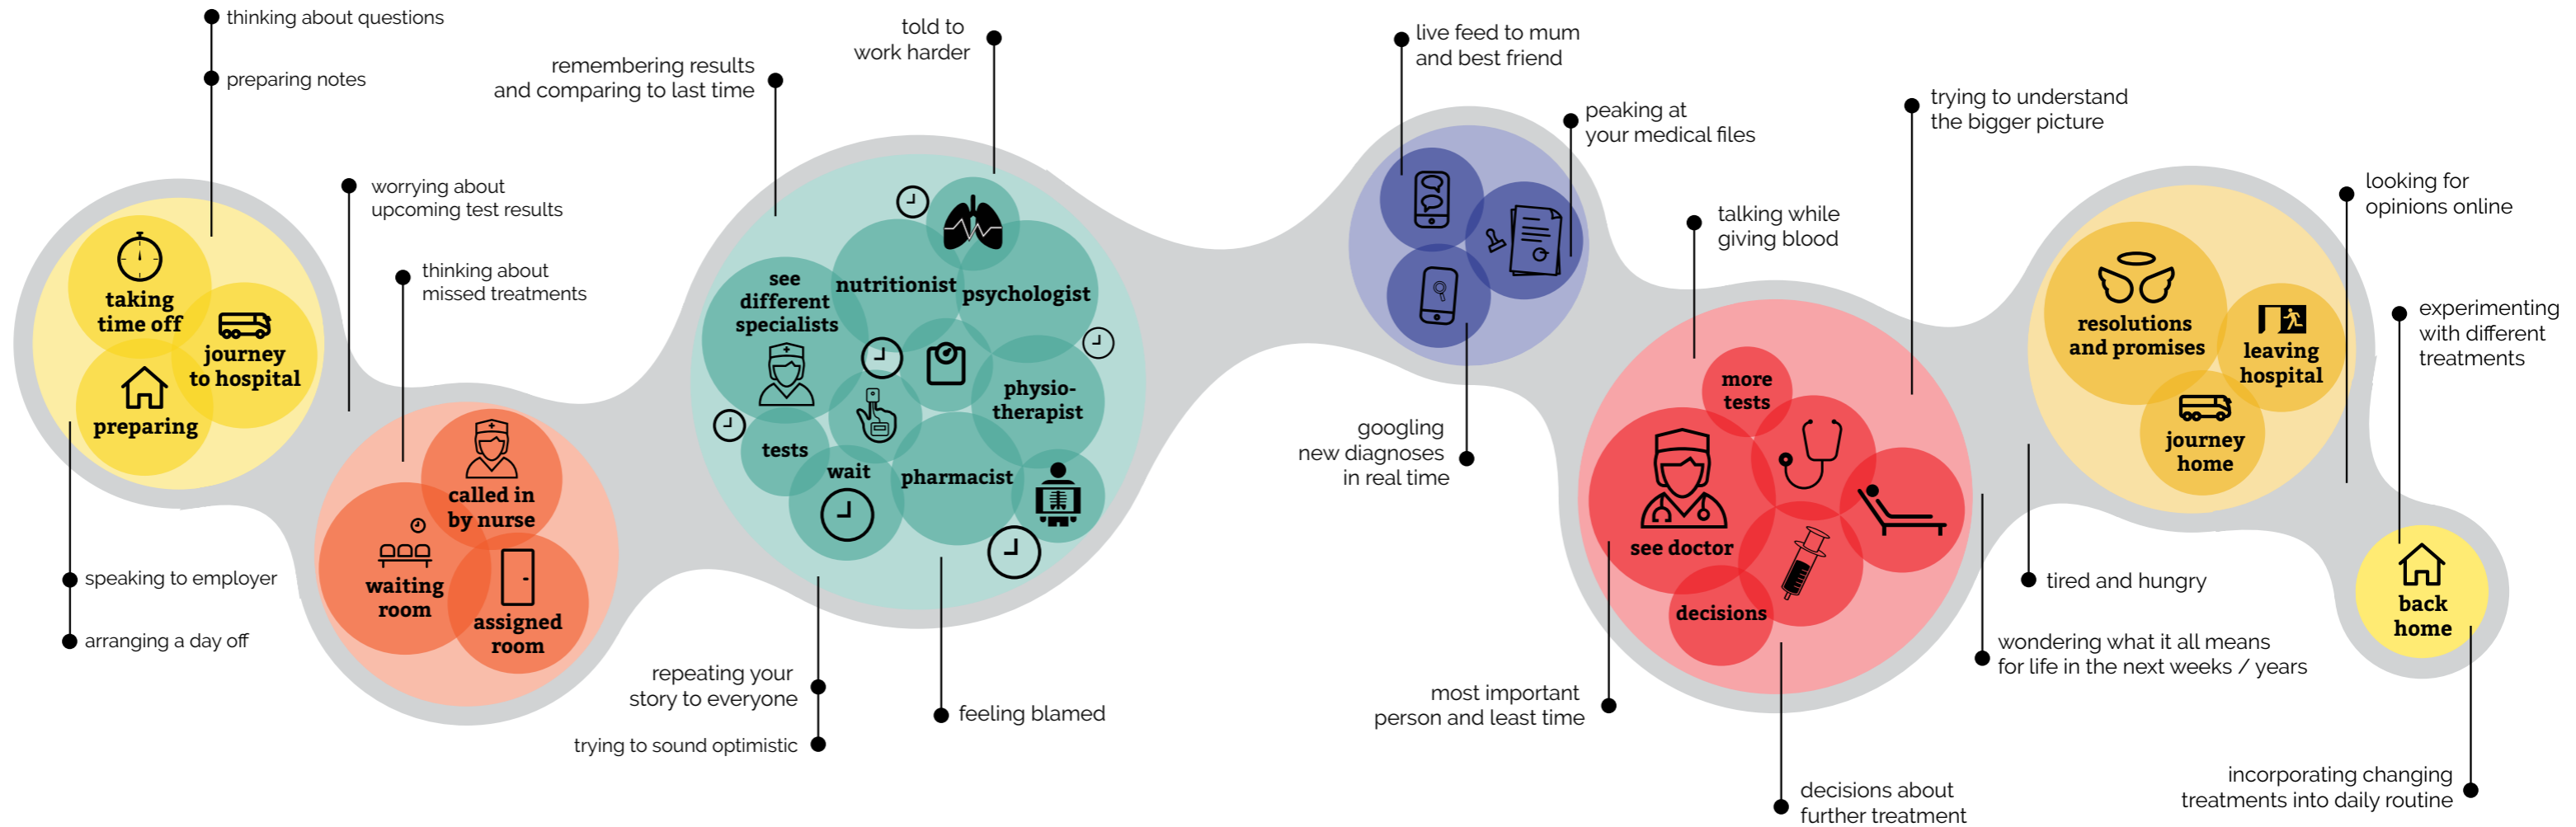 thinking about questions
preparing notes
taking
time off
journey
to hospital
preparing
speaking to employer
arranging a day off
worrying about
upcoming test results
thinking about
missed treatments
called in
by nurse
waiting
room
assigned
room
remembering results
and comparing to last time
told to
work harder
see
different
specialists
nutritionist
psychologist
physio-
therapist
tests
wait
pharmacist
repeating your
story to everyone
trying to sound optimistic
feeling blamed
live feed to mum
and best friend
peaking at
your medical files
googling
new diagnoses
in real time
talking while
giving blood
trying to understand
the bigger picture
more
tests
see doctor
decisions
most important
person and least time
decisions about
further treatment
wondering what it all means
for life in the next weeks / years
tired and hungry
resolutions
and promises
leaving
hospital
journey
home
looking for
opinions online
experimenting
with different
treatments
back
home
incorporating changing
treatments into daily routine